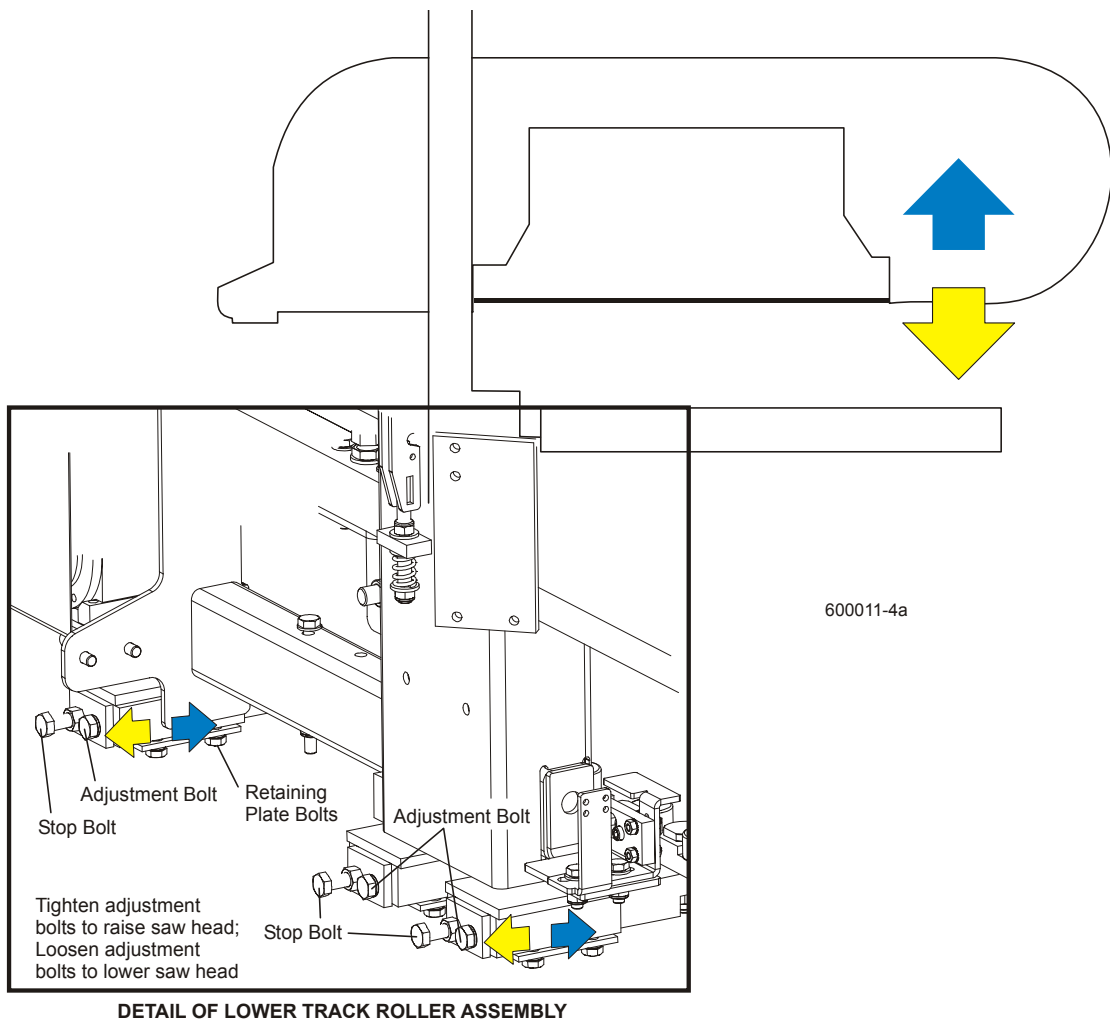 600011-4a
Adjustment Bolt
Stop Bolt
Retaining
Plate Bolts
Adjustment Bolt
Stop Bolt
Tighten adjustment
bolts to raise saw head;
Loosen adjustment
bolts to lower saw head
DETAIL OF LOWER TRACK ROLLER ASSEMBLY